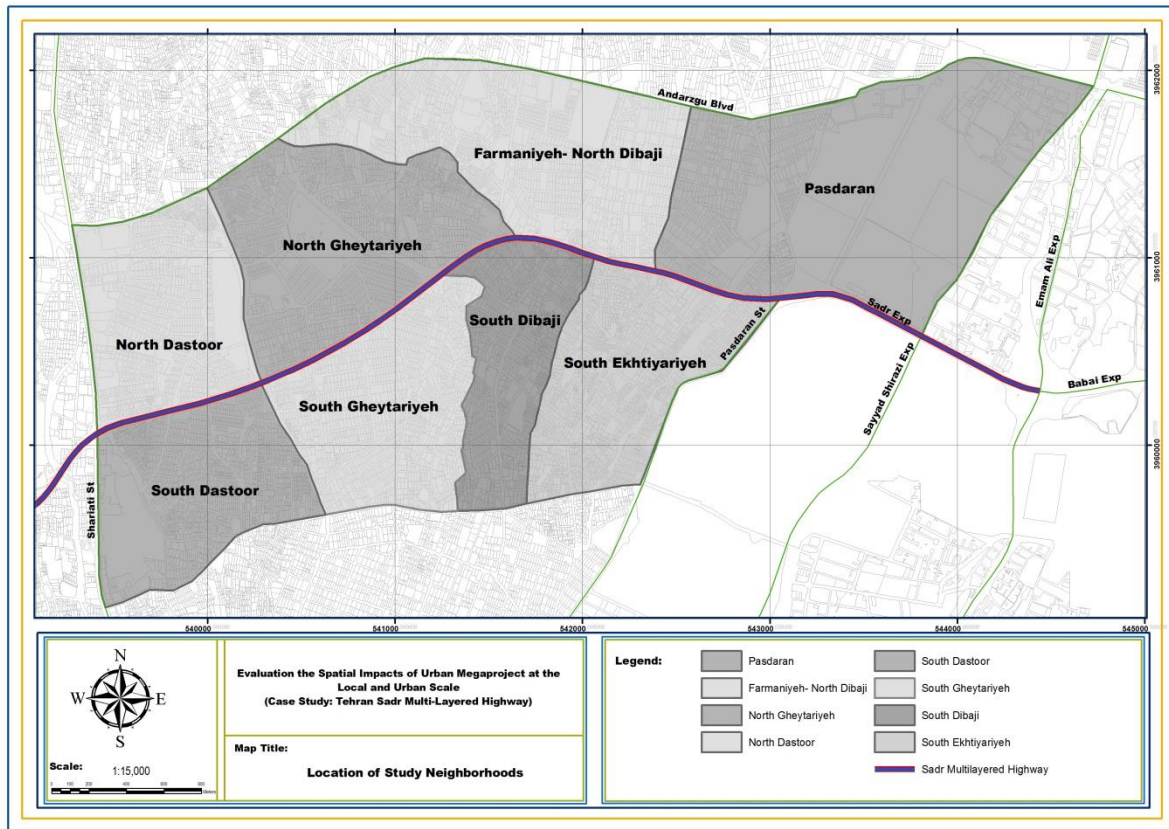 Andarzgu Blvd
Farmaniyeh- North Dibaji
Pasdaran
North Gheytariyeh
South Dibaji
North Dastoor
South Ekhtiyariyeh
South Gheytariyeh
South Dastoor
Shariati St
Pasdaran St
Sadr Exp
Sayyad Shirazi Exp
Emam Ali Exp
Babai Exp
3962000
3961000
3960000
540000
541000
542000
543000
544000
545000
N
W E
S
Scale:
1:15,000
Evaluation the Spatial Impacts of Urban Megaproject at the
Local and Urban Scale
(Case Study: Tehran Sadr Multi-Layered Highway)
Map Title:
Location of Study Neighborhoods
Legend:
Pasdaran
Farmaniyeh- North Dibaji
North Gheytariyeh
North Dastoor
South Dastoor
South Gheytariyeh
South Dibaji
South Ekhtiyariyeh
Sadr Multilayered Highway